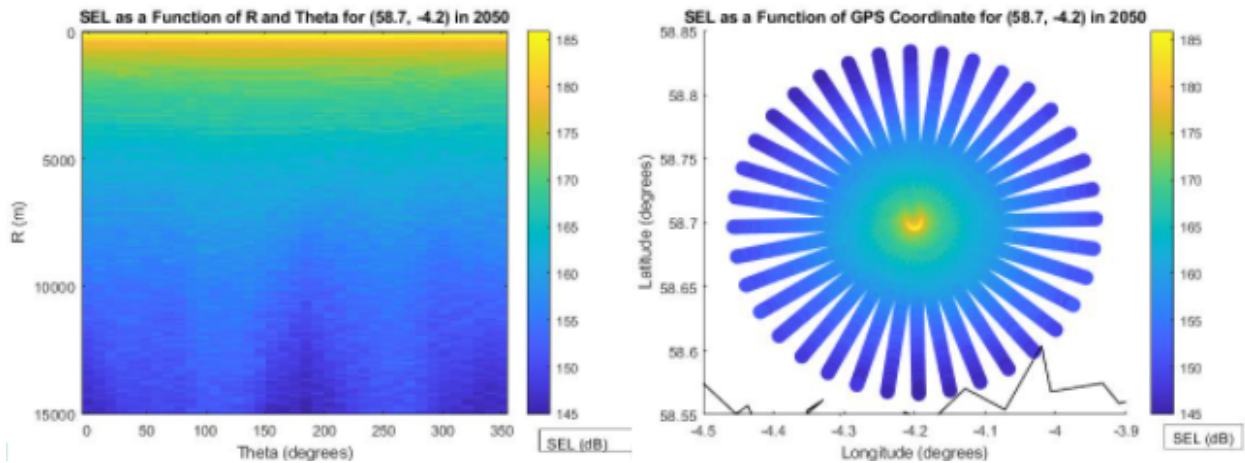 SEL as a Function of R and Theta for (58.7, -4.2) in 2050
0
5000
10000
15000
R (m)
0 50 100 150 200 250 300 350
Theta (degrees)
185
180
175
170
165
160
155
150
145
SEL (dB)
SEL as a Function of GPS Coordinate for (58.7, -4.2) in 2050
58.85
58.8
58.75
58.7
58.65
58.6
58.55
Latitude (degrees)
-4.5 -4.4 -4.3 -4.2 -4.1 -4 -3.9
Longitude (degrees)
185
180
175
170
165
160
155
150
145
SEL (dB)